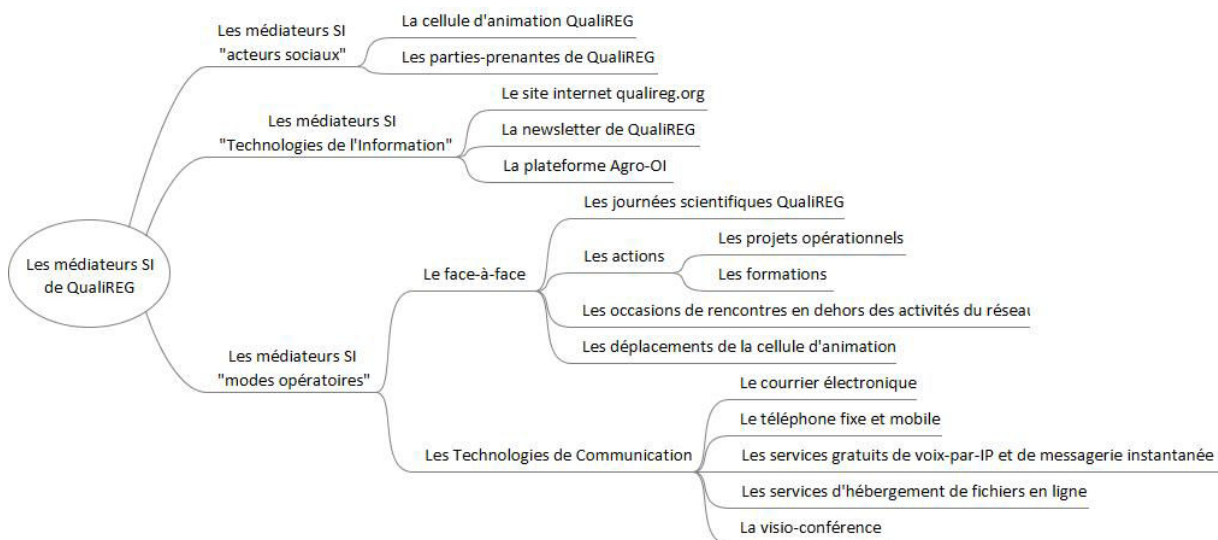 Les médiateurs SI
de QualiREG
Les médiateurs SI
"acteurs sociaux"
La cellule d'animation QualiREG
Les parties-prenantes de QualiREG
Les médiateurs SI
"Technologies de l'Information"
Le site internet qualireg.org
La newsletter de QualiREG
La plateforme Agro-OI
Les médiateurs SI
"modes opératoires"
Le face-à-face
Les journées scientifiques QualiREG
Les actions
Les projets opérationnels
Les formations
Les occasions de rencontres en dehors des activités du
Les déplacements de la cellule d'animation
Les Technologies de Communication
Le courrier électronique
Le téléphone fixe et mobile
Les services gratuits de voix-par-IP et de messagerie instantanée
Les services d'hébergement de fichiers en ligne
La visio-conférence